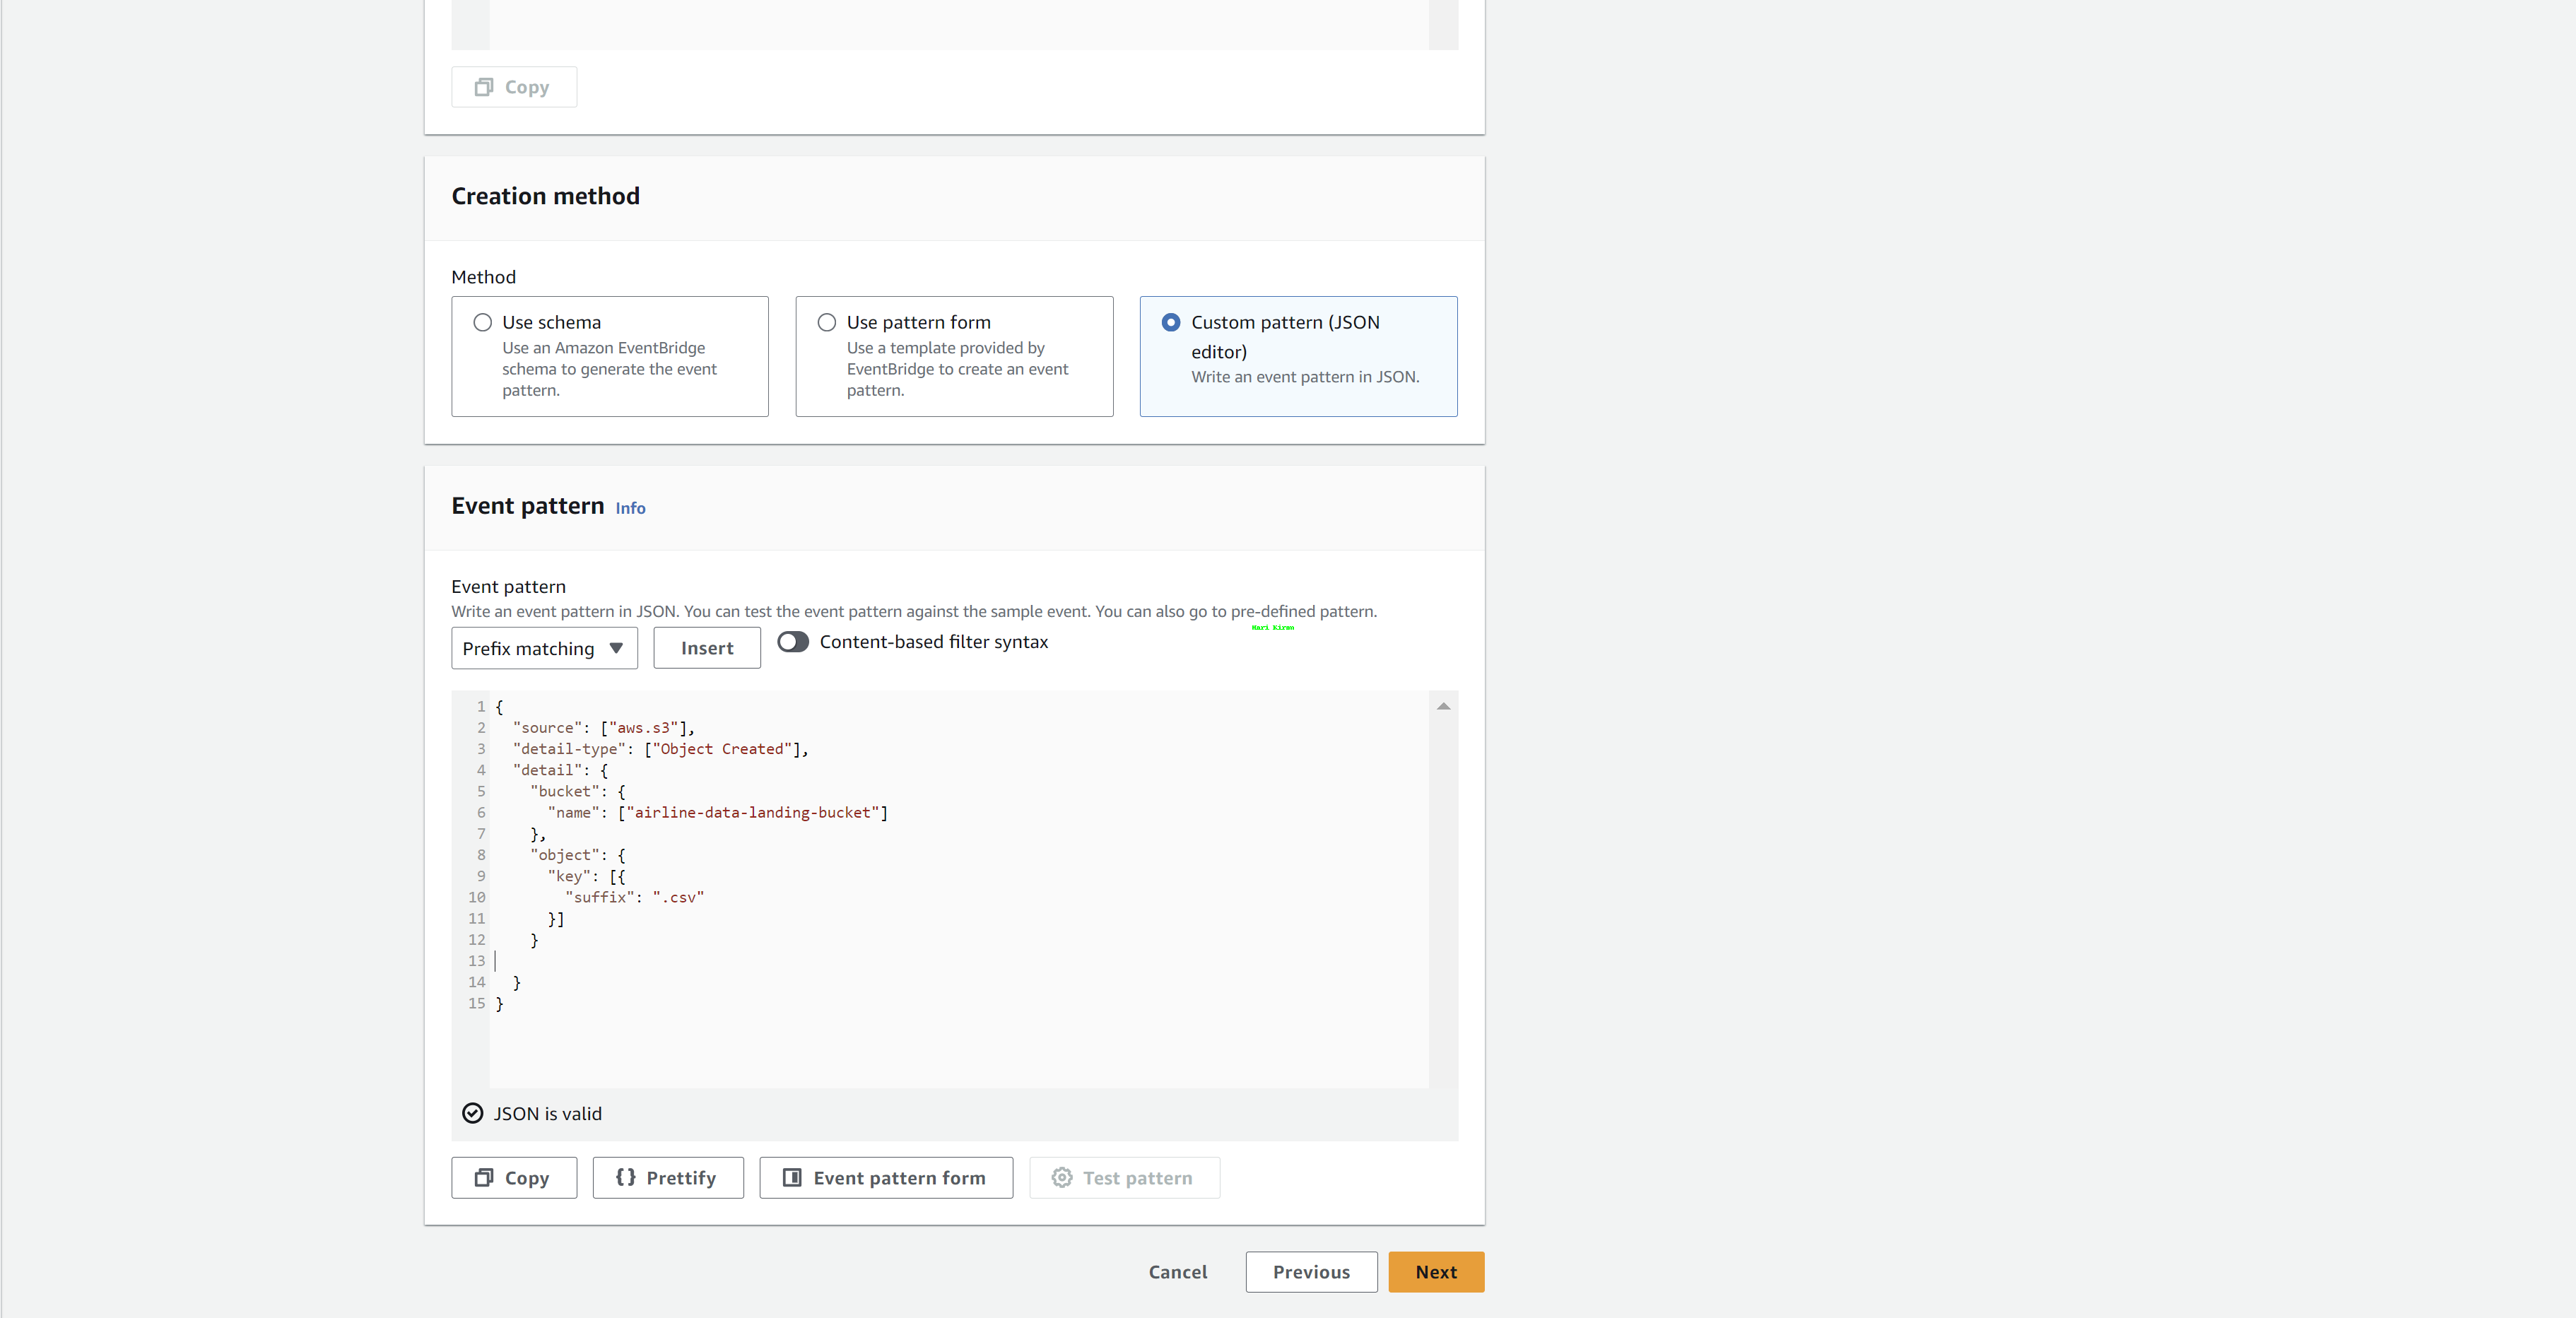 Copy
Creation method
Method
Use schema
Use an Amazon EventBridge
schema to generate the event
pattern.
Use pattern form
Use a template provided by
EventBridge to create an event
pattern.
Custom pattern (JSON
editor)
Write an event pattern in JSON.
Event pattern Info
Event pattern
Write an event pattern in JSON. You can test the event pattern against the sample event. You can also go to pre-defined pattern.
Hari Kiran
Prefix matching Insert Content-based filter syntax
1 {
2   "source": ["aws.s3"],
3   "detail-type": ["Object Created"],
4   "detail": {
5     "bucket": {
6       "name": ["airline-data-landing-bucket"]
7     },
8     "object": {
9       "key": [{
10         "suffix": ".csv"
11       }]
12     }
13
14   }
15 }
JSON is valid
Copy {} Prettify Event pattern form Test pattern
Cancel Previous Next